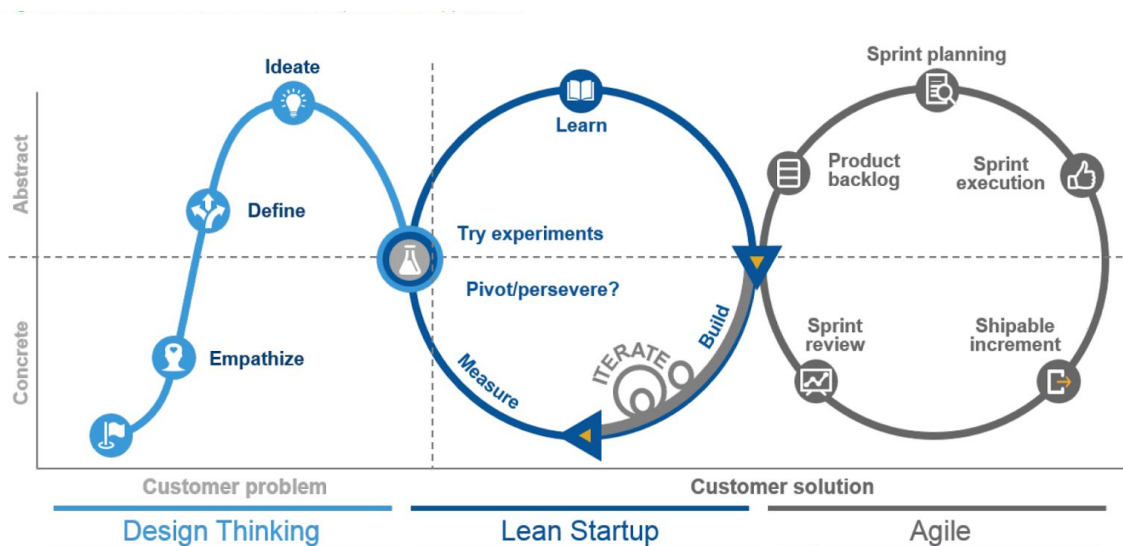 Ideate
Define
Empathize
Learn
Try experiments
Pivot/persevere?
Measure
ITERATE
Build
Sprint planning
Product
backlog
Sprint
execution
Sprint
review
Shipable
increment
Abstract
Concrete
Customer problem
Customer solution
Design Thinking
Lean Startup
Agile